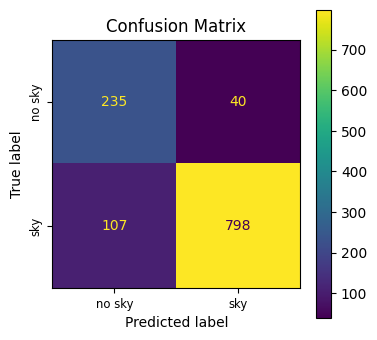 Confusion Matrix
True label
no sky
sky
235 40
107 798
no sky sky
Predicted label
700
600
500
400
300
200
100